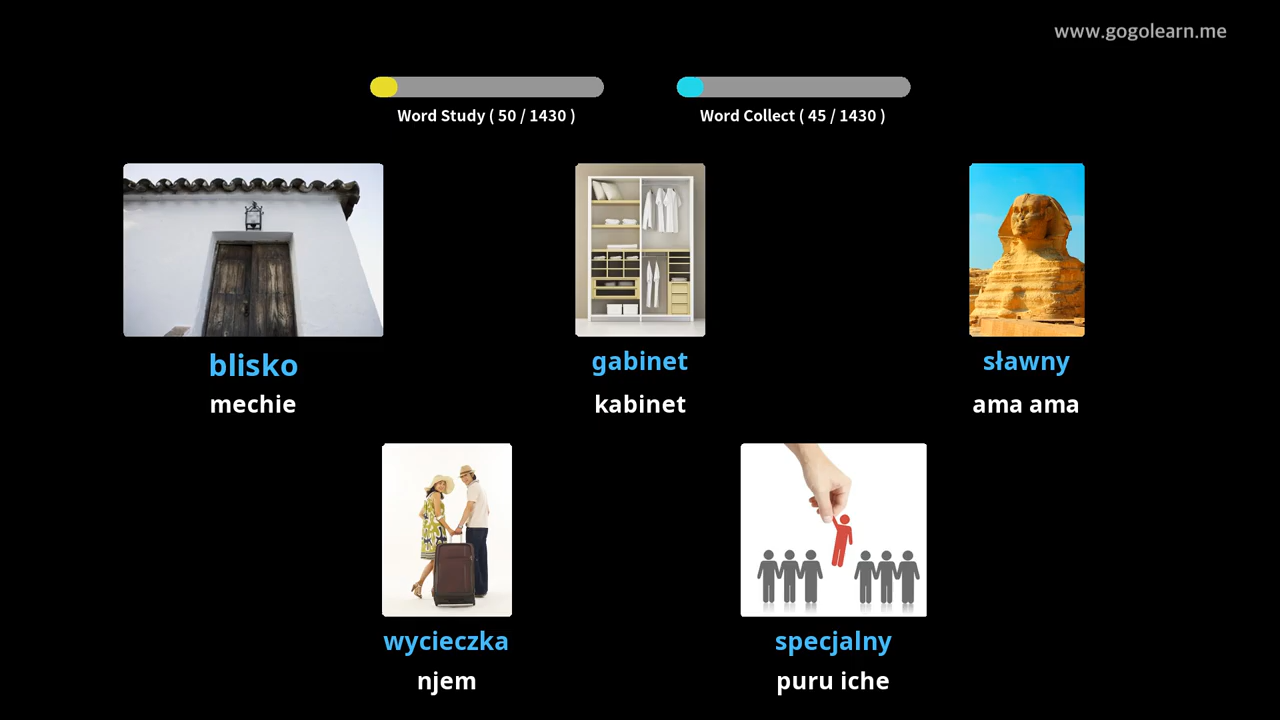 www.gogolearn.me
Word Study ( 50 / 1430 )
Word Collect ( 45 / 1430 )
blisko
mechie
gabinet
kabinet
sławny
ama ama
wycieczka
njem
specjalny
puru iche